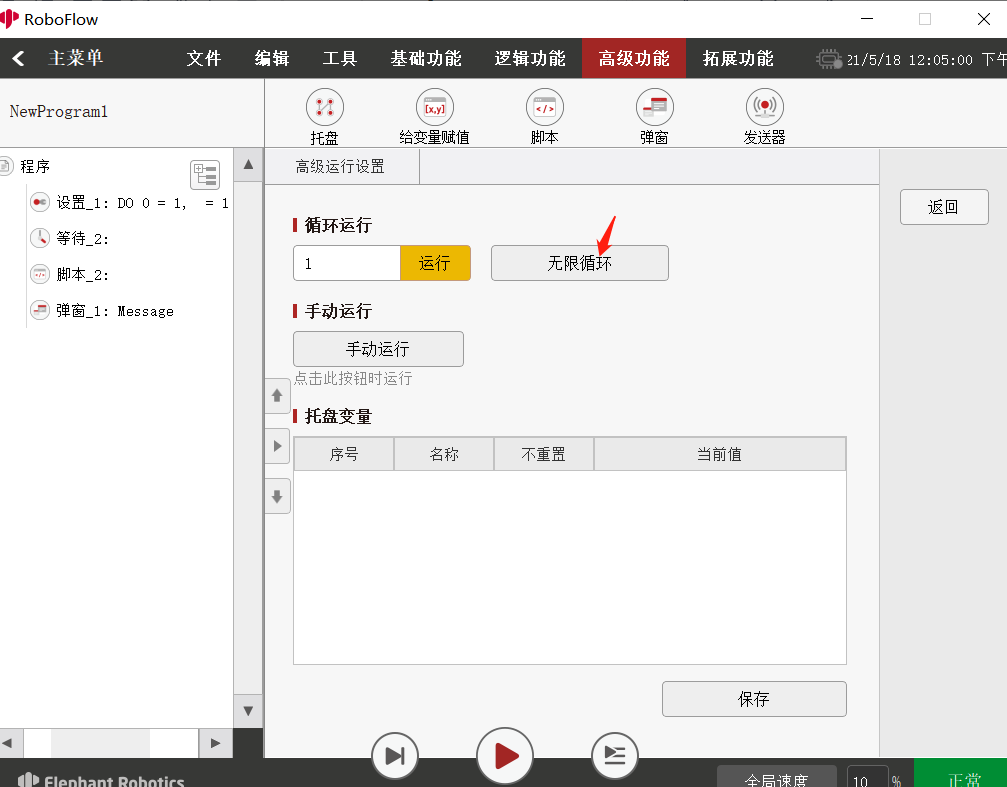 RoboFlow
主菜单 文件 编辑 工具 基础功能 逻辑功能 高级功能 拓展功能 21/5/18 12:05:00 下午
NewProgram1
托盘 给变量赋值 脚本 弹窗 发送器
[x,y] </>
程序
设置_1: DO 0 = 1, = 1
等待_2:
脚本_2:
弹窗_1: Message
高级运行设置
返回
循环运行
1 运行 无限循环
手动运行
手动运行
点击此按钮时运行
托盘变量
序号 名称 不重置 当前值
保存
Elephant Robotics
全局速度 10 % 正常